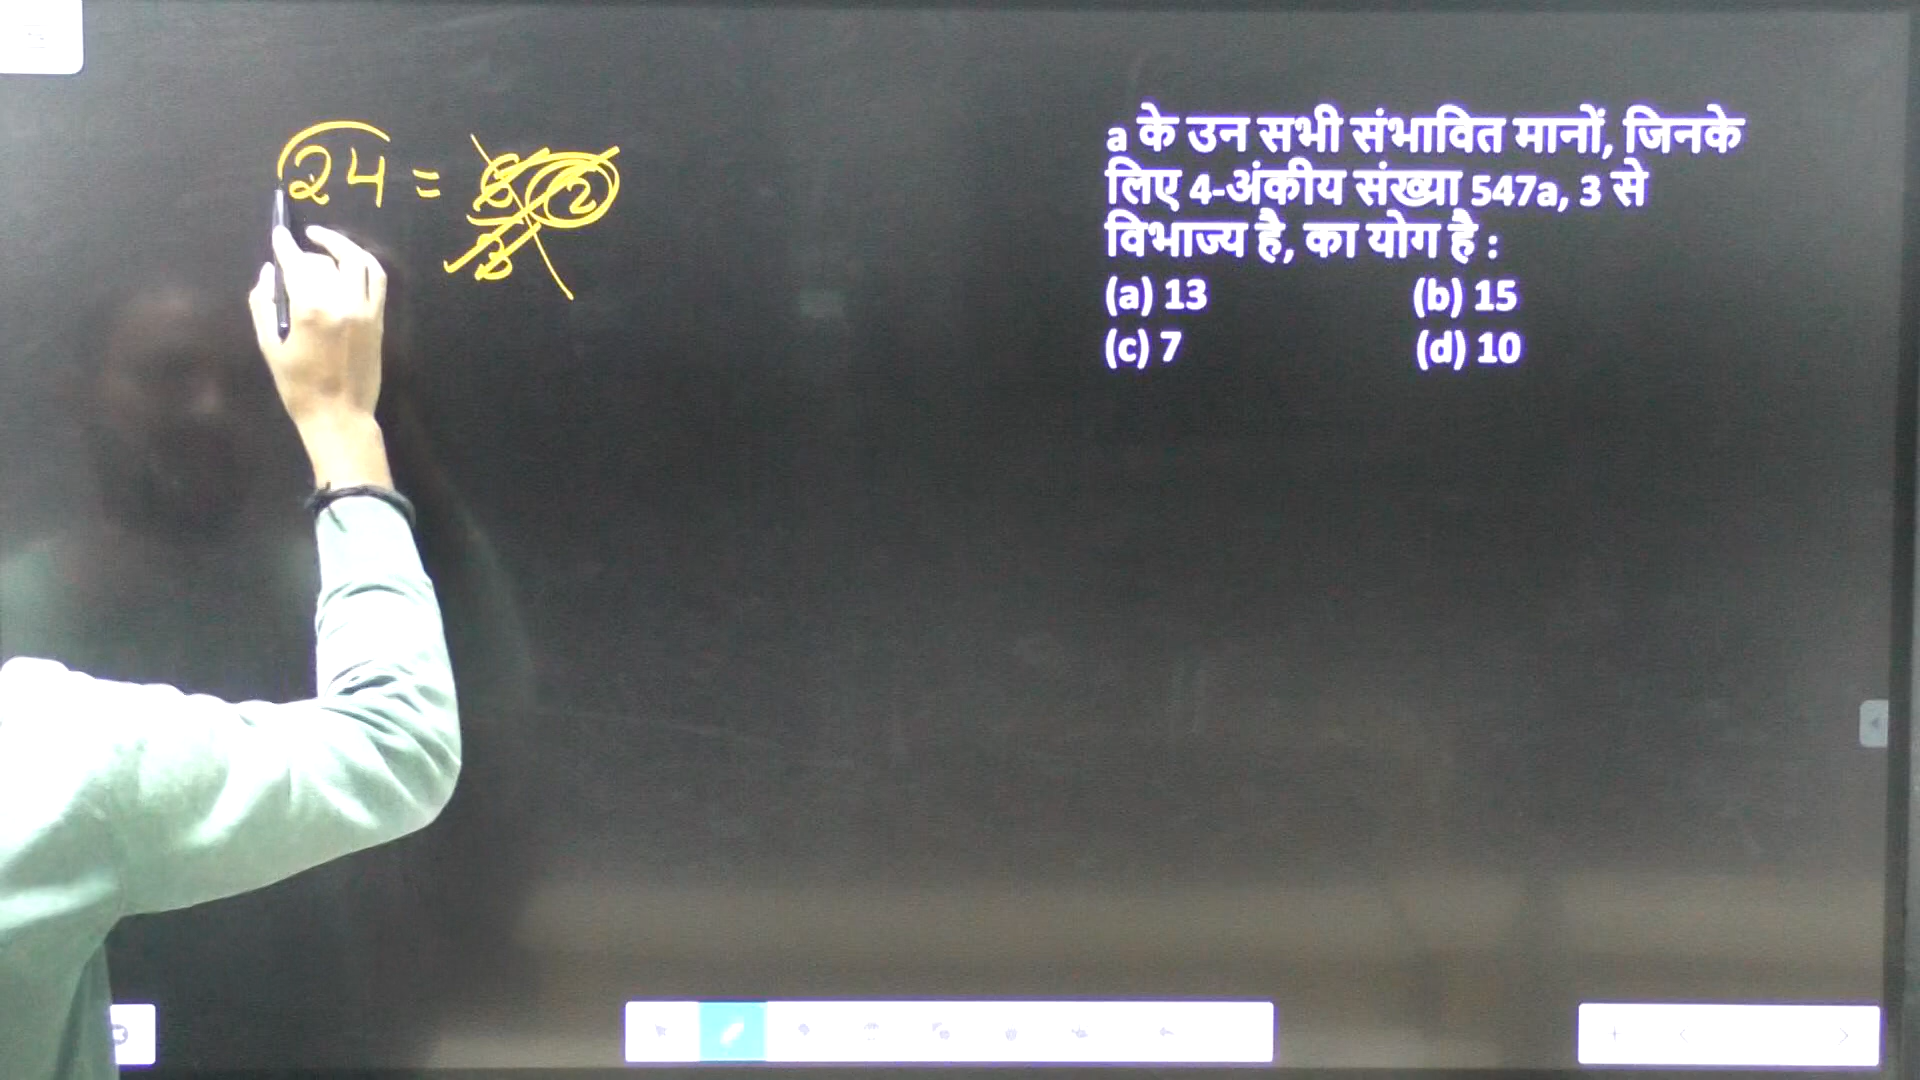 24 =
a के उन सभी संभावित मानों, जिनके
लिए 4-अंकीय संख्या 547a, 3 से
विभाज्य है, का योग है :
(a) 13 (b) 15
(c) 7 (d) 10